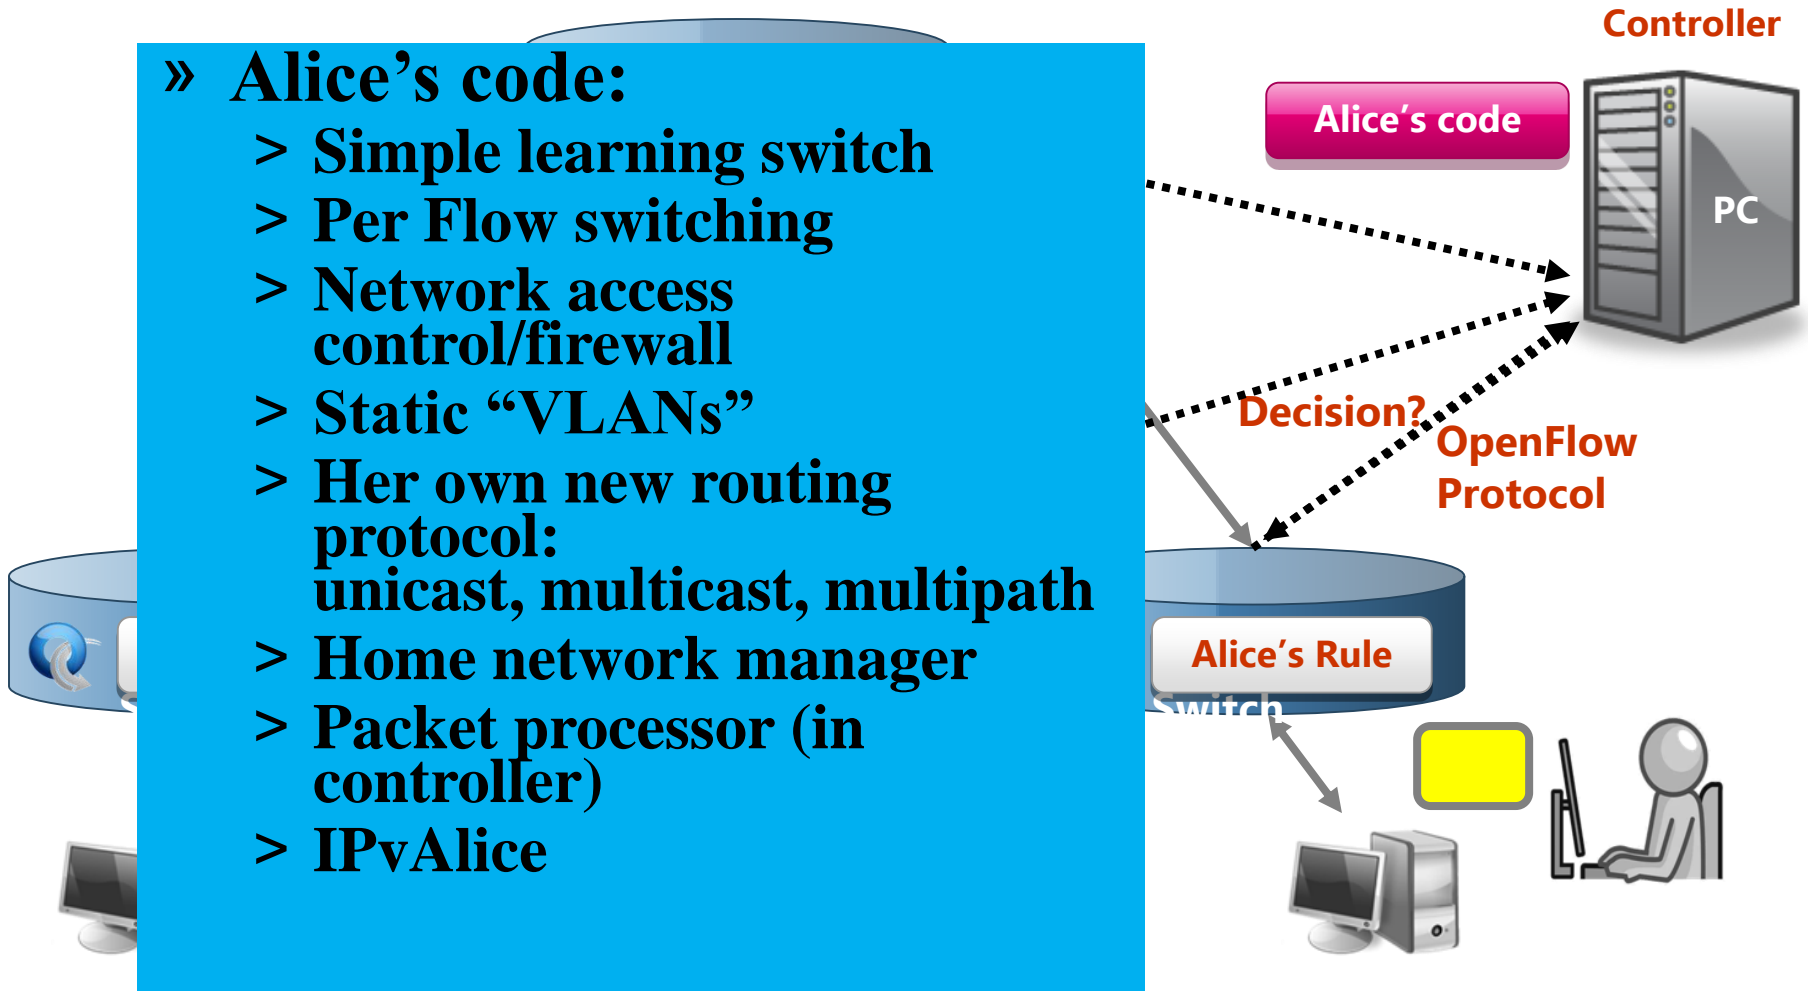 Controller
» Alice’s code:
Alice’s code
> Simple learning switch
PC
> Per Flow switching
> Network access
control/firewall
> Static “VLANs”
Decision?
OpenFlow
Protocol
> Her own new routing
protocol:
unicast, multicast, multipath
Alice’s Rule
> Home network manager
Switch
> Packet processor (in
controller)
> IPvAlice